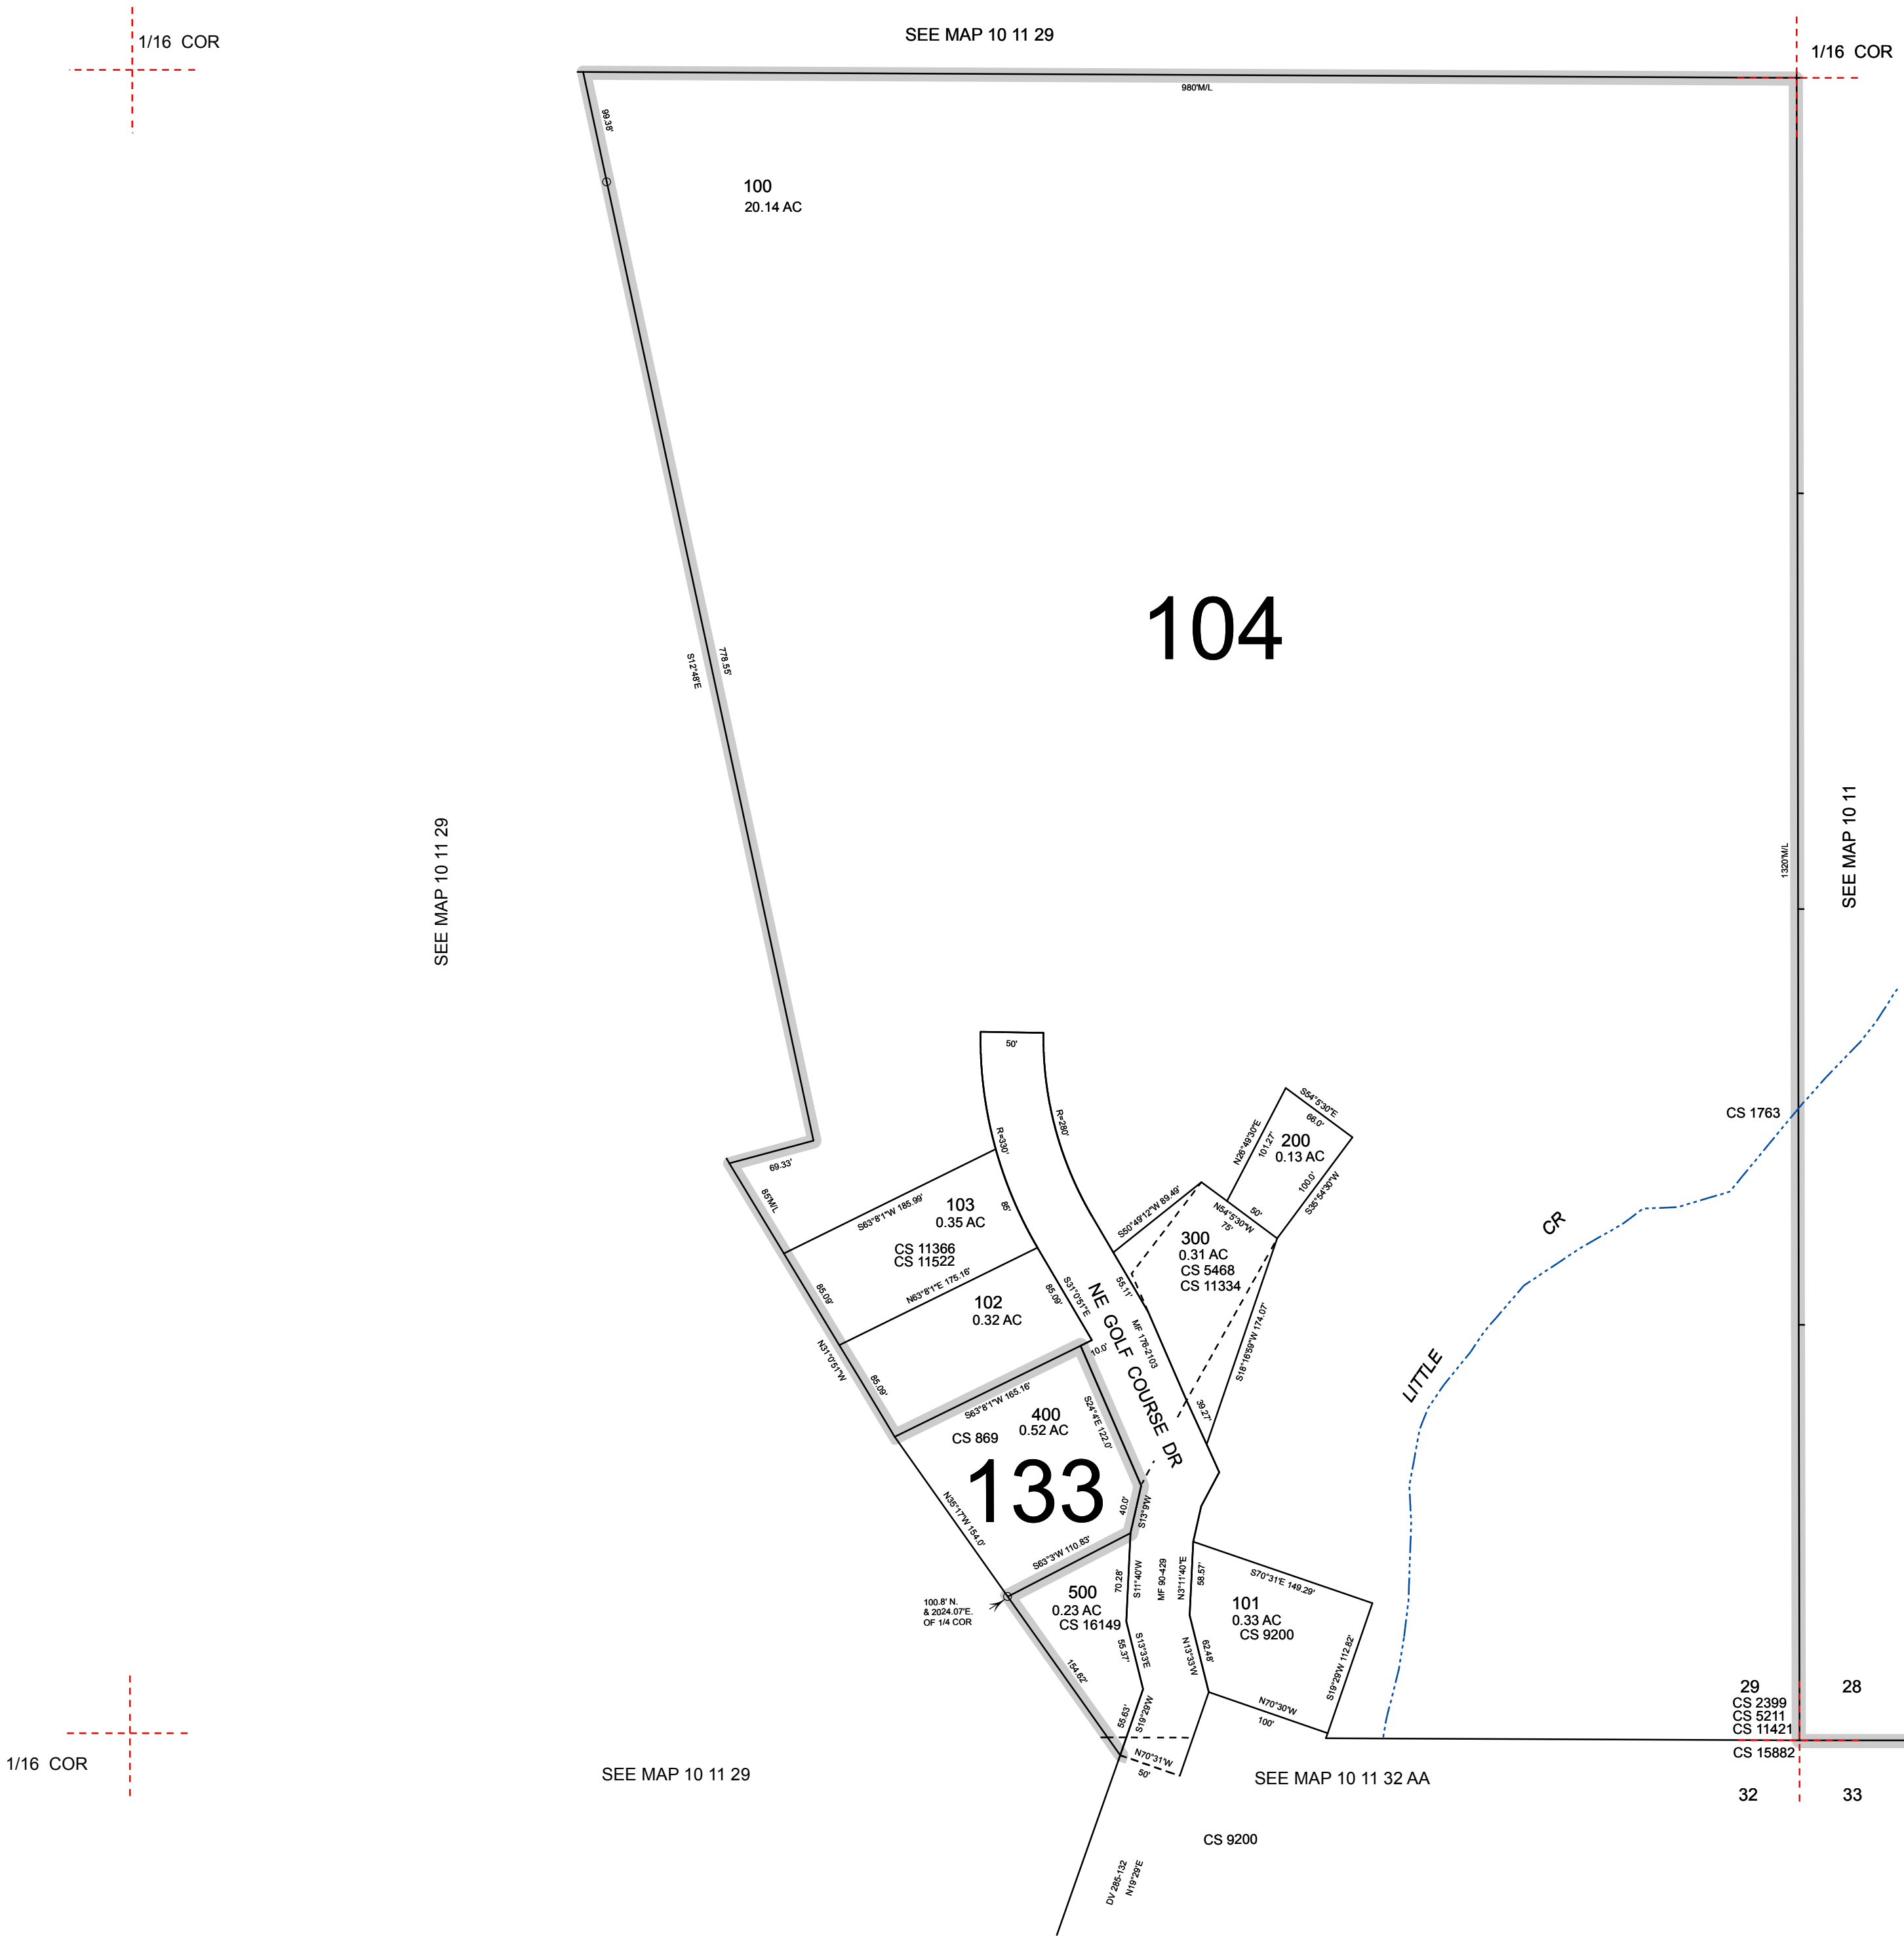 1/16 COR
SEE MAP 10 11 29
1/16 COR
980'M/L
99.38'
100
20.14 AC
104
S12°48'E
778.55'
SEE MAP 10 11 29
1320'M/L
SEE MAP 10 11
50'
R=330'
R=280'
CS 1763
69.33'
85'M/L
S63°8'1"W 185.99'
103
0.35 AC
85'
CS 11366
CS 11522
S54°5'30"E
66.0'
N26°49'30"E
101.27'
200
0.13 AC
100.0'
S35°54'30"W
S50°49'12"W 89.49'
50'
N54°5'30"W
75'
300
0.31 AC
CS 5468
CS 11334
55.11'
CR
LITTLE
85.09'
N63°8'1"E 175.16'
102
0.32 AC
85.09'
S31°0'51"E
N31°0'51"W
85.09'
10.0'
NE GOLF COURSE DR
MF 176-2103
S18°16'59"W 174.07'
39.27'
S63°8'1"W 165.16'
400
0.52 AC
CS 869
S24°4'E 122.0'
133
40.0'
S13°9'W
N35°17'W 154.0'
S63°3'W 110.83'
100.8' N.
& 2024.07'E.
OF 1/4 COR
500
0.23 AC
CS 16149
70.28'
S11°40'W
MF 90-429
N3°11'40"E
58.57'
S70°31'E 149.29'
101
0.33 AC
CS 9200
S19°29'W 112.82'
55.37'
S13°33'E
N13°33'W
62.48'
154.62'
55.63'
S19°29'W
N70°30'W
100'
N70°31'W
50'
29
28
CS 2399
CS 5211
CS 11421
CS 15882
1/16 COR
SEE MAP 10 11 29
SEE MAP 10 11 32 AA
32
33
CS 9200
DV 285-132
N19°29'E